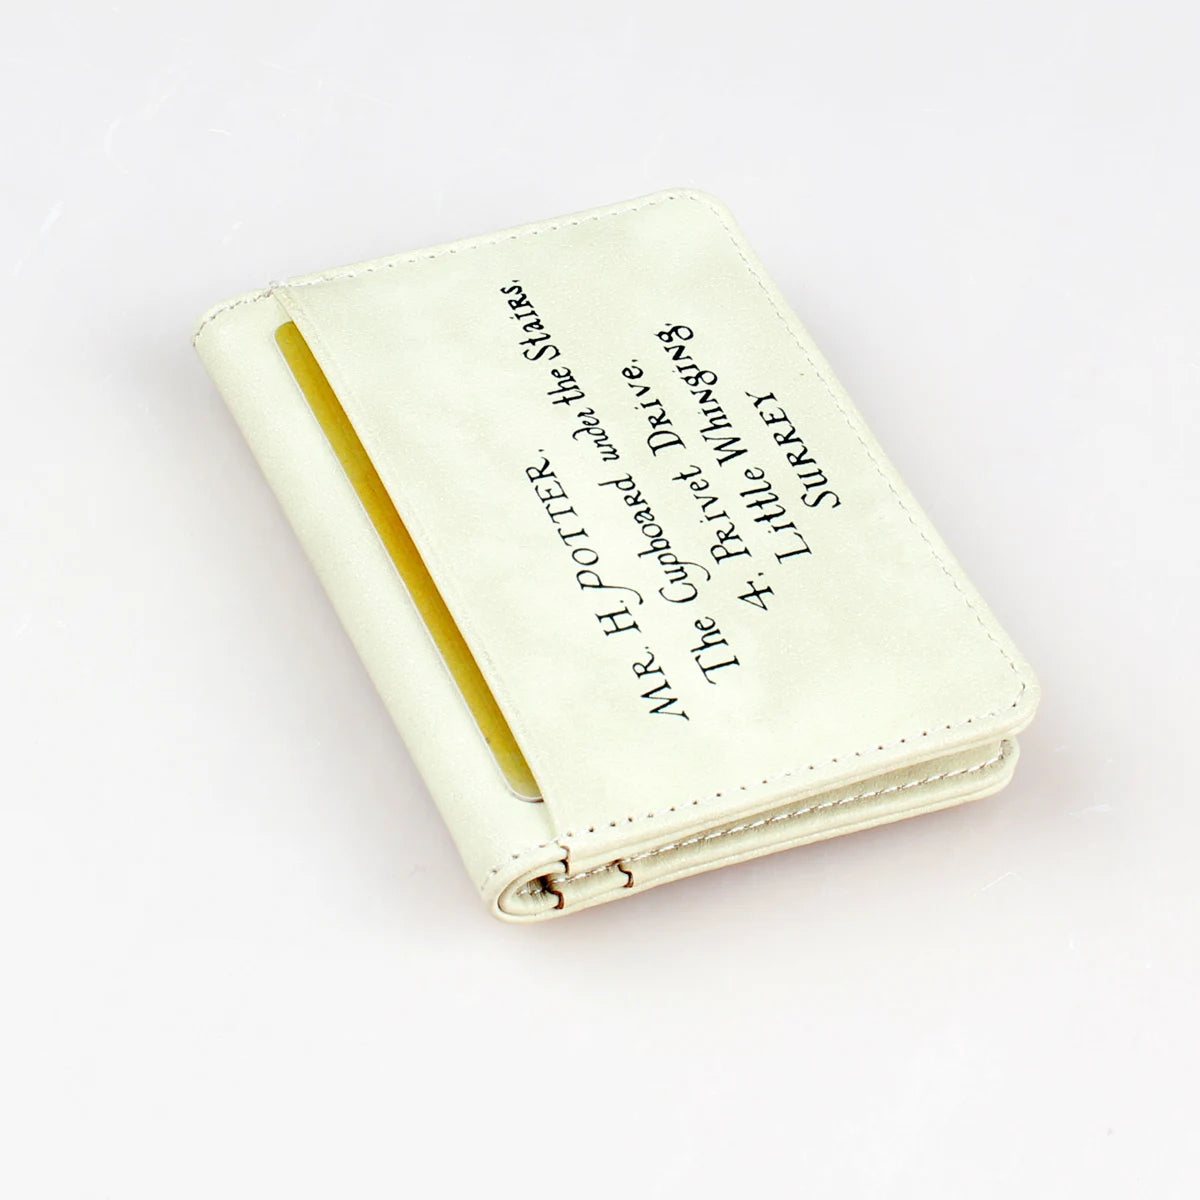 MR. H. POTTER.
The Cupboard under the Stairs,
4. Privet Drive,
Little Whinging,
SURREY